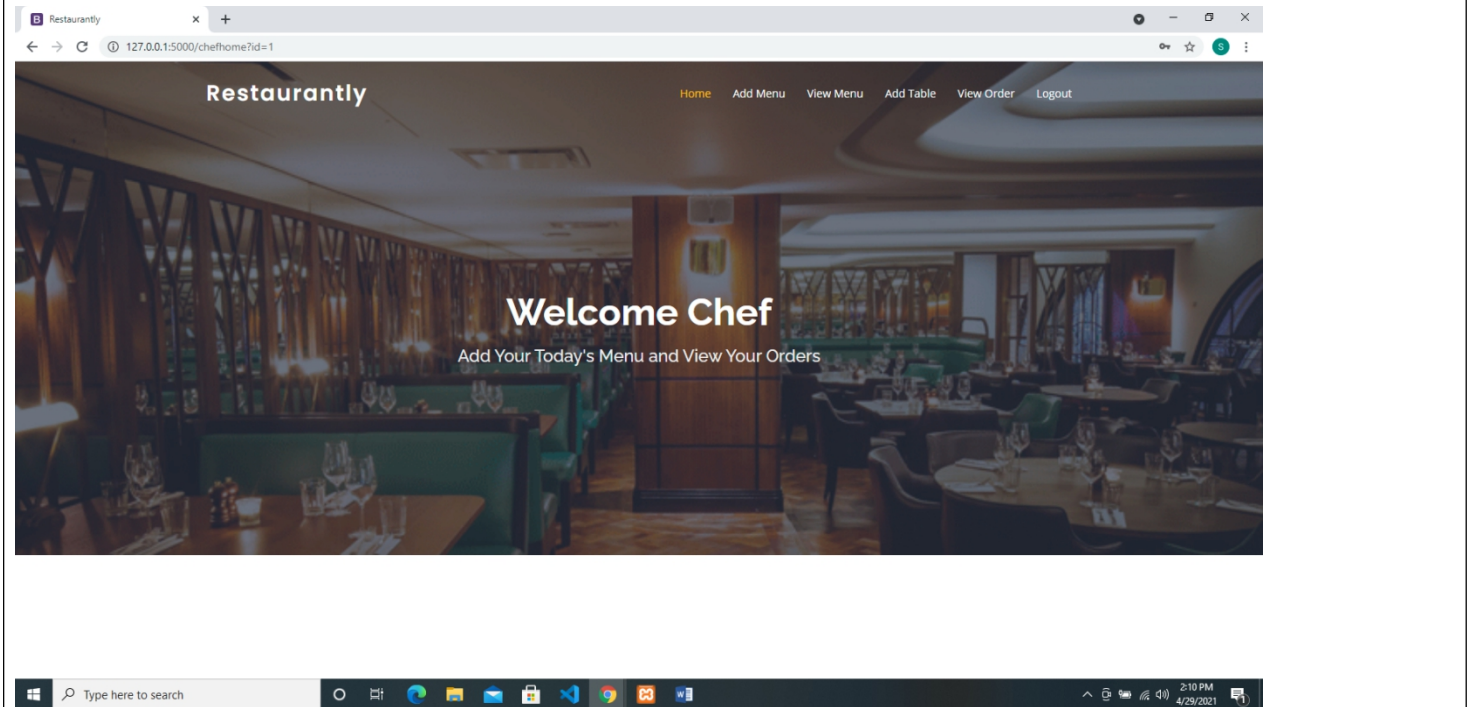 B Restaurantly
127.0.0.1:5000/chefhome?id=1
S
Restaurantly
Home Add Menu View Menu Add Table View Order Logout
Welcome Chef
Add Your Today's Menu and View Your Orders
Type here to search
2:10 PM
4/29/2021
1